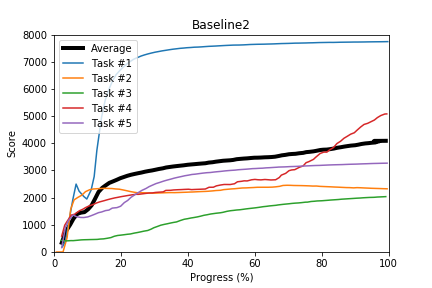 Baseline2
8000
7000
6000
5000
4000
3000
2000
1000
0
Score
Average
Task #1
Task #2
Task #3
Task #4
Task #5
0 20 40 60 80 100
Progress (%)